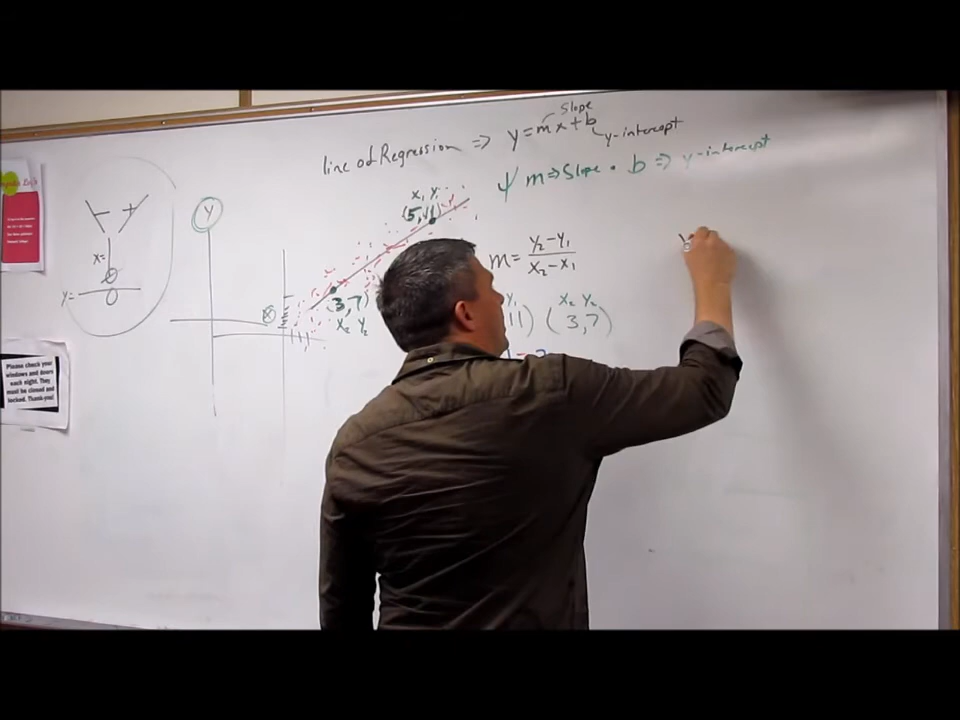 Slope
line of Regression ⇒ y=mx+b
y-intercept
ψ m⇒Slope • b ⇒ y-intercept
Y
X, Y
(5,11)
m= y₂-y₁
x₂-x₁
x=
y=
X
(3,7)
X₂ Y₂
Y₁ X₂ Y₂
11) (3,7)
Please check your
windows and doors
each night. They
must be closed and
locked. Thank you!